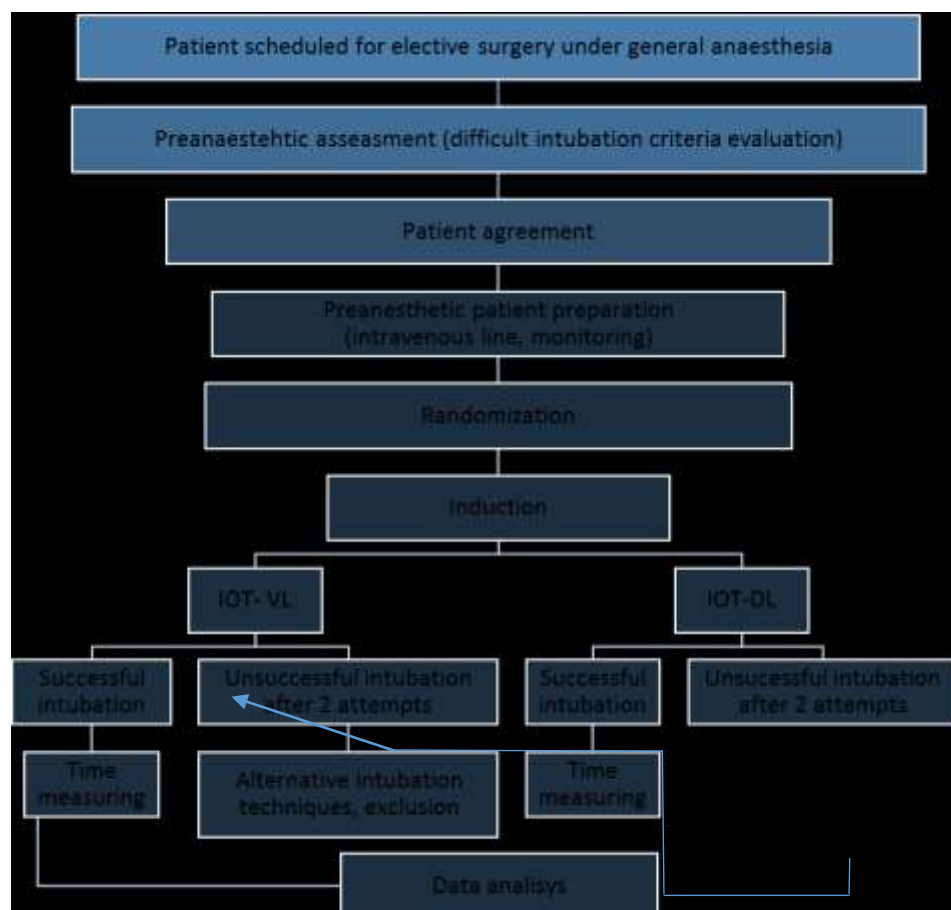 Patient scheduled for elective surgery under general anaesthesia
Preanaestehtic asseasment (difficult intubation criteria evaluation)
Patient agreement
Preanesthetic patient preparation
(intravenous line, monitoring)
Randomization
Induction
IOT- VL
IOT-DL
Successful
intubation
Unsuccessful intubation
after 2 attempts
Successful
intubation
Unsucessful intubation
after 2 attempts
Time
measuring
Alternative intubation
techniques, exclusion
Time
measuring
Data analisys